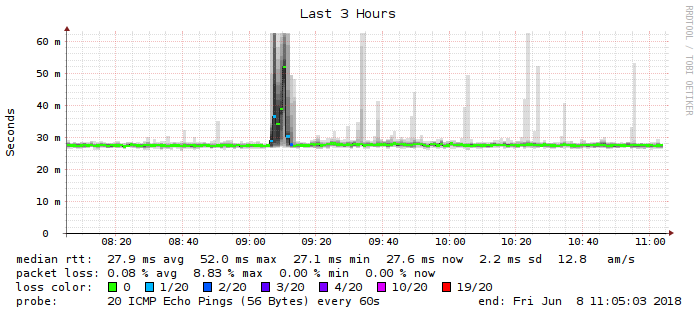 Last 3 Hours
RRDTOOL / TOBI OETIKER
Seconds
60 m
50 m
40 m
30 m
20 m
10 m
0
08:20 08:40 09:00 09:20 09:40 10:00 10:20 10:40 11:00
median rtt: 27.9 ms avg 52.0 ms max 27.1 ms min 27.6 ms now 2.2 ms sd 12.8 am/s
packet loss: 0.08 % avg 8.83 % max 0.00 % min 0.00 % now
loss color: 0 1/20 2/20 3/20 4/20 10/20 19/20
probe: 20 ICMP Echo Pings (56 Bytes) every 60s end: Fri Jun 8 11:05:03 2018